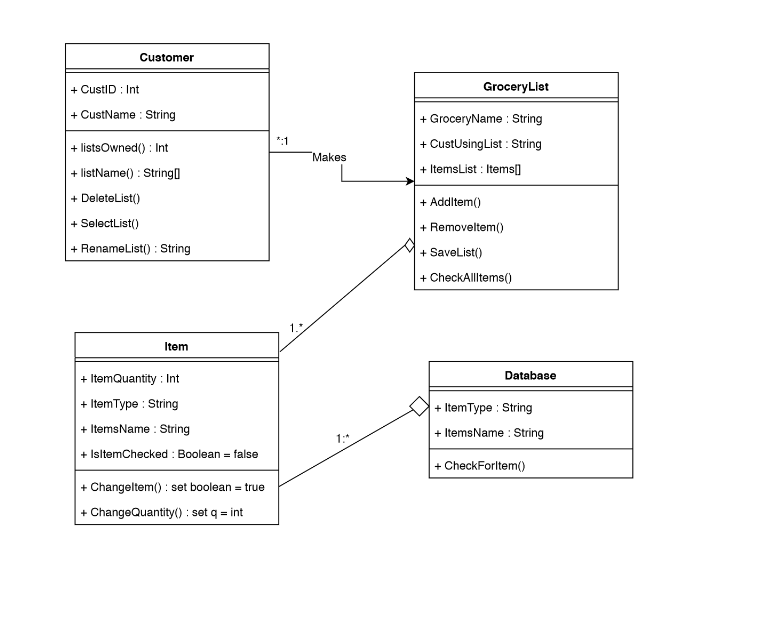 Customer
+ CustID : Int
+ CustName : String
+ listsOwned() : Int
+ listName() : String[]
+ DeleteList()
+ SelectList()
+ RenameList() : String
*:1
Makes
GroceryList
+ GroceryName : String
+ CustUsingList : String
+ ItemsList : Items[]
+ AddItem()
+ RemoveItem()
+ SaveList()
+ CheckAllItems()
1.*
Item
+ ItemQuantity : Int
+ ItemType : String
+ ItemsName : String
+ IsItemChecked : Boolean = false
+ ChangeItem() : set boolean = true
+ ChangeQuantity() : set q = int
1:*
Database
+ ItemType : String
+ ItemsName : String
+ CheckForItem()